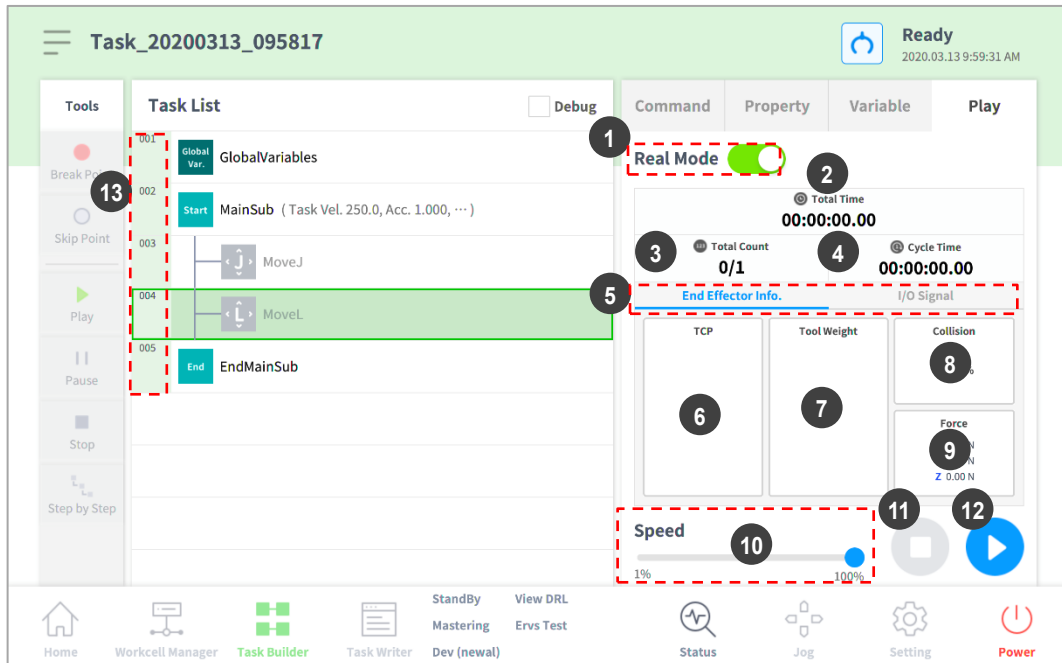 Task_20200313_095817
Ready
2020.03.13 9:59:31 AM
Tools
Break
Skip Point
Play
Pause
Stop
Step by Step
13
Task List
Debug
001
Global Var.
GlobalVariables
002
Start
MainSub ( Task Vel. 250.0, Acc. 1.000, ··· )
003
J
MoveJ
004
L
MoveL
005
End
EndMainSub
Command
Property
Variable
Play
1
Real Mode
2
Total Time
00:00:00.00
3
Total Count
0/1
4
Cycle Time
00:00:00.00
5
End Effector Info.
I/O Signal
TCP
6
Tool Weight
7
Collision
8
Force
9
N
N
Z 0.00 N
Speed
10
1%
100%
11
12
Home
Workcell Manager
Task Builder
Task Writer
StandBy
View DRL
Mastering
Ervs Test
Dev (newal)
Status
Jog
Setting
Power